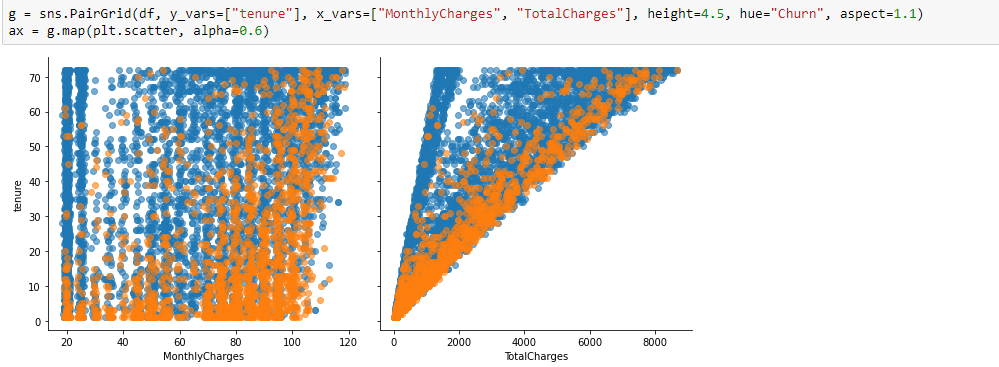 g = sns.PairGrid(df, y_vars=["tenure"], x_vars=["MonthlyCharges", "TotalCharges"], height=4.5, hue="Churn", aspect=1.1)
ax = g.map(plt.scatter, alpha=0.6)
70
60
50
40
30
20
10
0
tenure
20 40 60 80 100 120
MonthlyCharges
0 2000 4000 6000 8000
TotalCharges